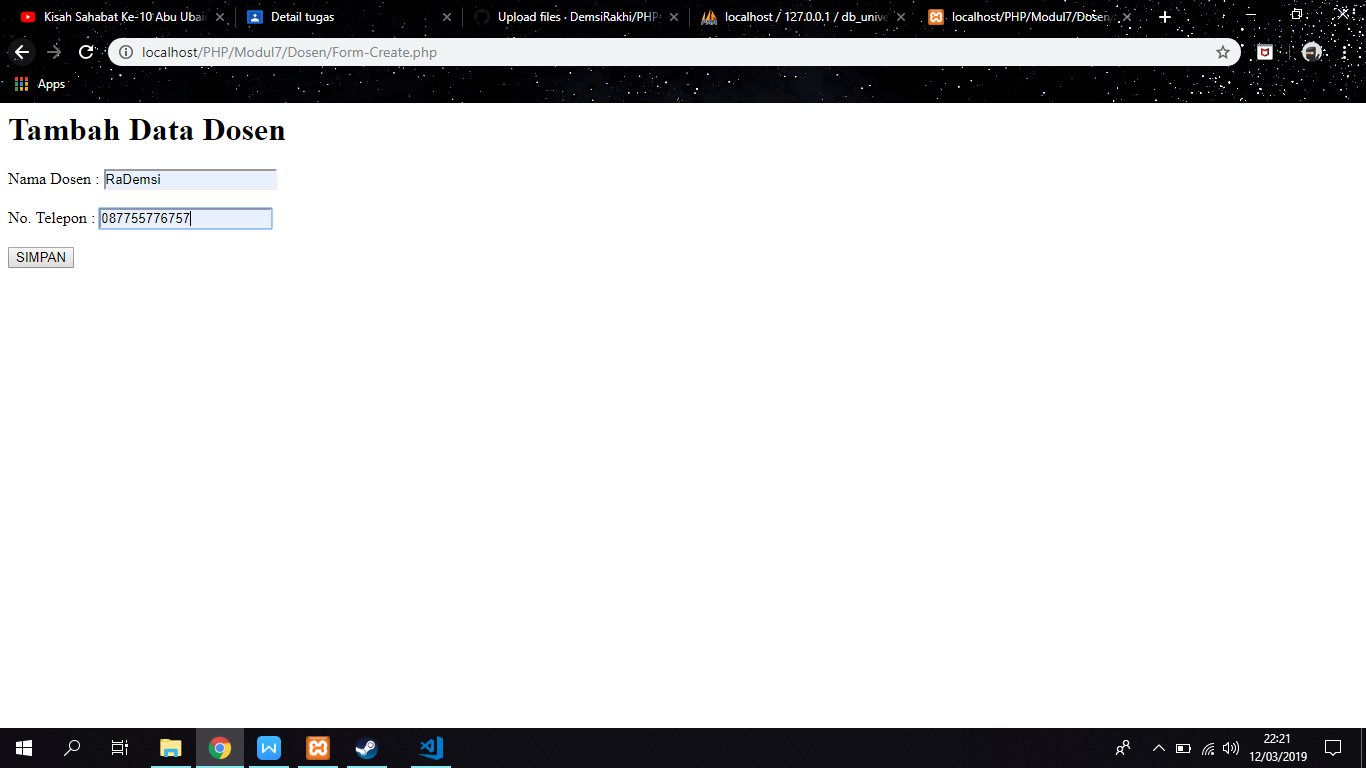 Kisah Sahabat Ke-10 Abu Ubai
Detail tugas
Upload files · DemsiRakhi/PHP
localhost / 127.0.0.1 / db_unive
localhost/PHP/Modul7/Dosen/
localhost/PHP/Modul7/Dosen/Form-Create.php
Apps
Tambah Data Dosen
Nama Dosen : RaDemsi
No. Telepon : 087755776757
SIMPAN
22:21
12/03/2019